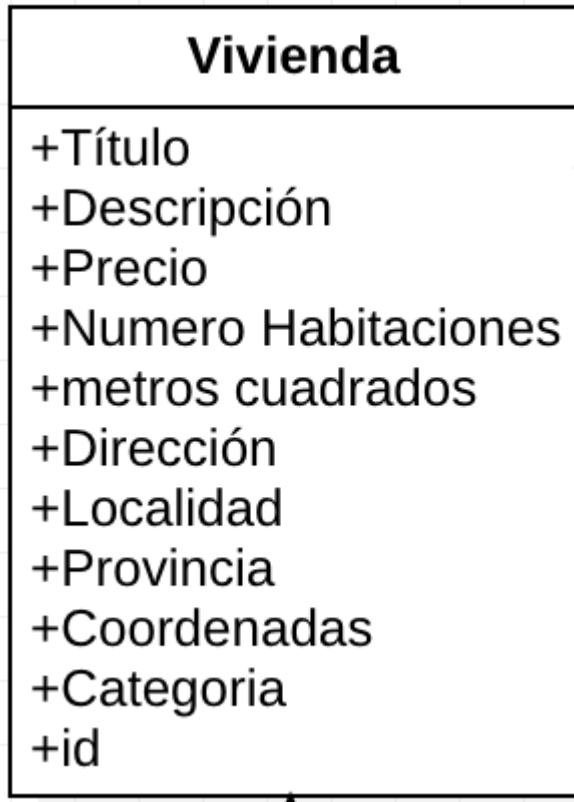 Vivienda
+Título
+Descripción
+Precio
+Numero Habitaciones
+metros cuadrados
+Dirección
+Localidad
+Provincia
+Coordenadas
+Categoria
+id